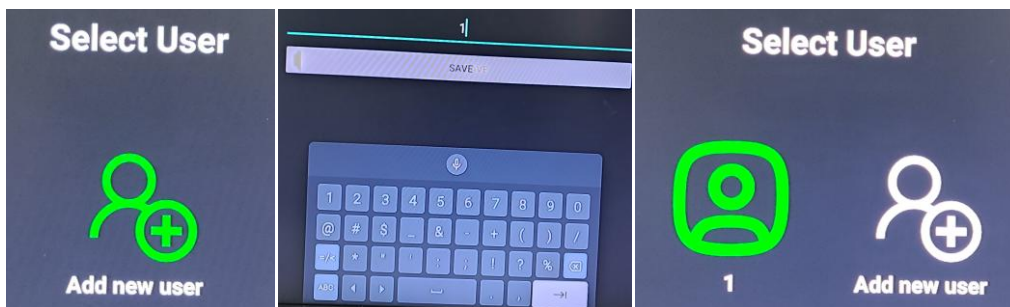 Select User
Add new user
1
SAVE
1 2 3 4 5 6 7 8 9 0
@ # $ _ & - + ( ) /
=/< * " ' : ; ! ? %
ABC , .
Select User
1
Add new user